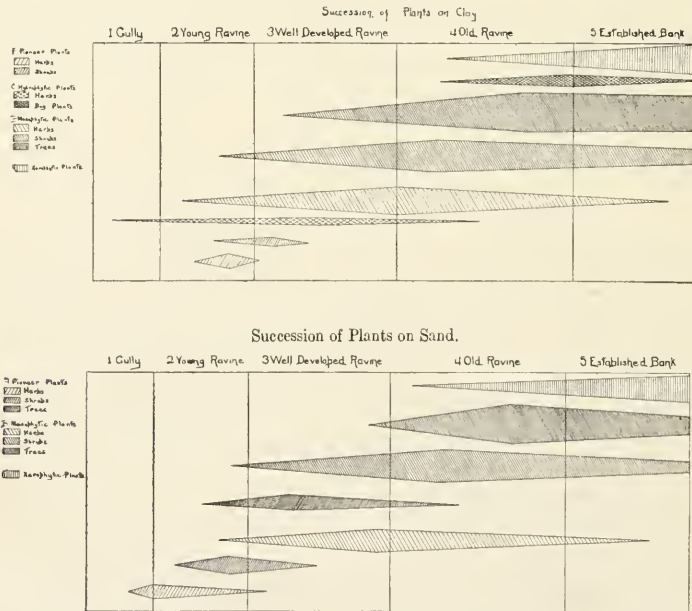 Succession of Plants on Clay
1 Gully 2 Young Ravine 3 Well Developed Ravine 4 Old Ravine 5 Established Bank
Pioneer Plants
Herbs
Shrubs
Hydrophytic Plants
Herbs
Bog Plants
Mesophytic Plants
Herbs
Shrubs
Trees
Xerophytic Plants
Succession of Plants on Sand.
1 Gully 2 Young Ravine 3 Well Developed Ravine 4 Old Ravine 5 Established Bank
Pioneer Plants
Herbs
Shrubs
Trees
Mesophytic Plants
Herbs
Shrubs
Trees
Xerophytic Plants